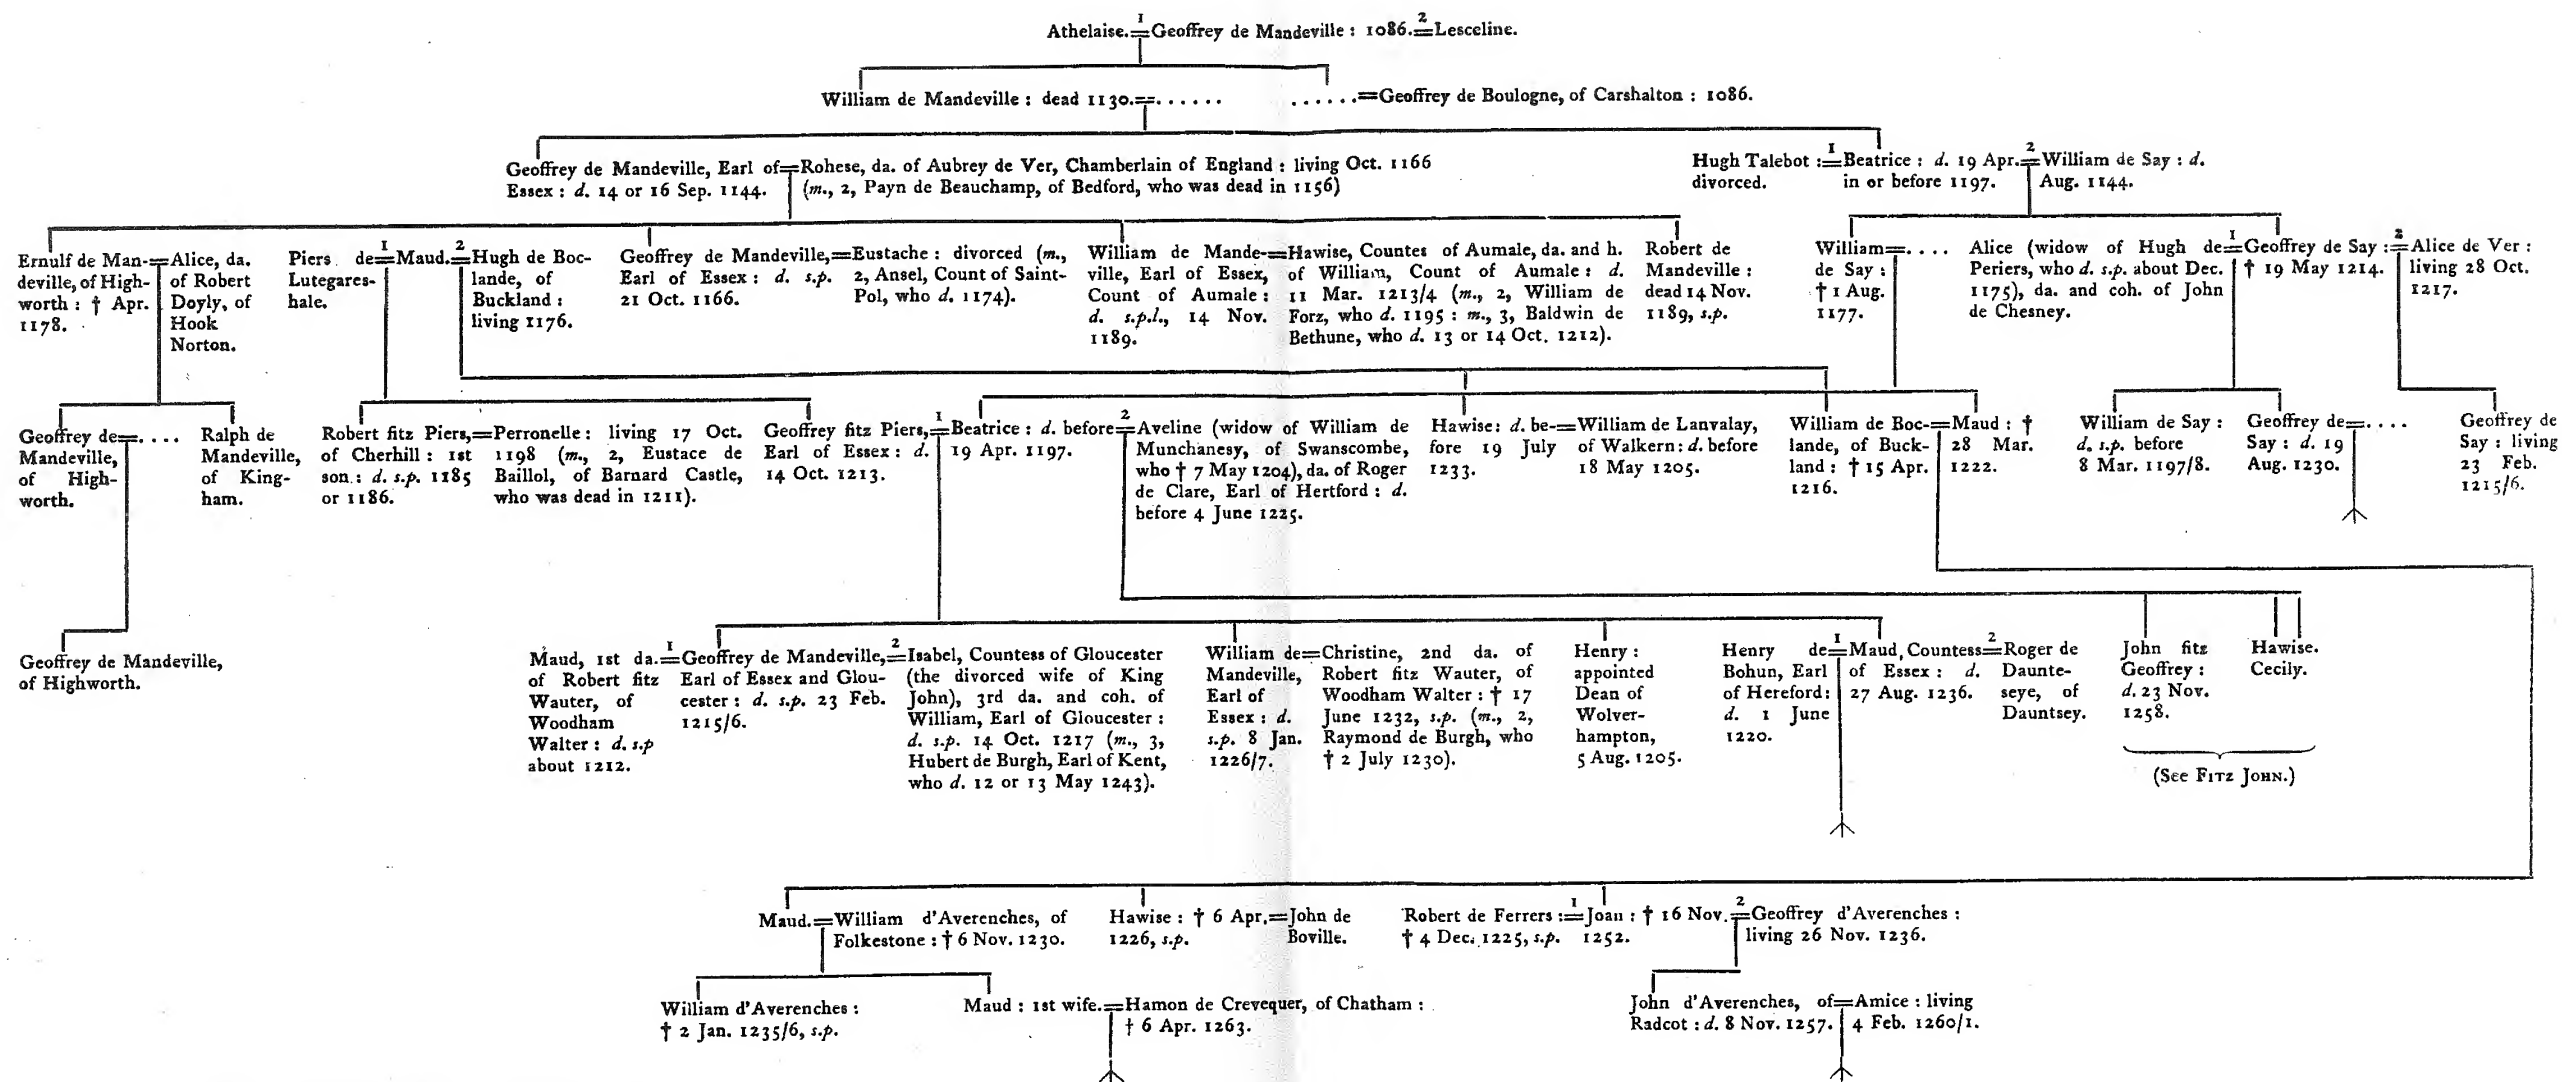 1 2
Athelaise.=Geoffrey de Mandeville : 1086.=Lesceline.
William de Mandeville : dead 1130.=......
......=Geoffrey de Boulogne, of Carshalton : 1086.
Geoffrey de Mandeville, Earl of=Rohese, da. of Aubrey de Ver, Chamberlain of England : living Oct. 1166
Essex : d. 14 or 16 Sep. 1144. (m., 2, Payn de Beauchamp, of Bedford, who was dead in 1156)
1 2
Hugh Talebot :=Beatrice : d. 19 Apr.=William de Say : d.
divorced. in or before 1197. Aug. 1144.
Ernulf de Man-=Alice, da.
deville, of High- of Robert
worth : † Apr. Doyly, of
1178. Hook
Norton.
1 2
Piers de=Maud.=Hugh de Boc-
Lutegares- lande, of
hale. Buckland :
living 1176.
Geoffrey de Mandeville,=Eustache : divorced (m.,
Earl of Essex : d. s.p. 2, Ansel, Count of Saint-
21 Oct. 1166. Pol, who d. 1174).
William de Mande-=Hawise, Countes of Aumale, da. and h.
ville, Earl of Essex, of William, Count of Aumale : d.
Count of Aumale : 11 Mar. 1213/4 (m., 2, William de
d. s.p.l., 14 Nov. Forz, who d. 1195 : m., 3, Baldwin de
1189. Bethune, who d. 13 or 14 Oct. 1212).
Robert de
Mandeville :
dead 14 Nov.
1189, s.p.
William=....
de Say :
† 1 Aug.
1177.
1 2
Alice (widow of Hugh de=Geoffrey de Say :=Alice de Ver :
Periers, who d. s.p. about Dec. † 19 May 1214. living 28 Oct.
1175), da. and coh. of John 1217.
de Chesney.
Geoffrey de=....
Mandeville,
of High-
worth.
Ralph de
Mandeville,
of King-
ham.
Robert fitz Piers,=Perronelle : living 17 Oct.
of Cherhill : 1st 1198 (m., 2, Eustace de
son : d. s.p. 1185 Baillol, of Barnard Castle,
or 1186. who was dead in 1211).
1 2
Geoffrey fitz Piers,=Beatrice : d. before=Aveline (widow of William de
Earl of Essex : d. 19 Apr. 1197. Munchanesy, of Swanscombe,
14 Oct. 1213. who † 7 May 1204), da. of Roger
de Clare, Earl of Hertford : d.
before 4 June 1225.
Hawise : d. be-=William de Lanvalay,
fore 19 July of Walkern : d. before
1233. 18 May 1205.
William de Boc-=Maud : †
lande, of Buck- 28 Mar.
land : † 15 Apr. 1222.
1216.
William de Say :
d. s.p. before
8 Mar. 1197/8.
Geoffrey de=....
Say : d. 19
Aug. 1230.
Geoffrey de
Say : living
23 Feb.
1215/6.
Geoffrey de Mandeville,
of Highworth.
1 2
Maud, 1st da.=Geoffrey de Mandeville,=Isabel, Countess of Gloucester
of Robert fitz Earl of Essex and Glou- (the divorced wife of King
Wauter, of cester : d. s.p. 23 Feb. John), 3rd da. and coh. of
Woodham 1215/6. William, Earl of Gloucester :
Walter : d. s.p d. s.p. 14 Oct. 1217 (m., 3,
about 1212. Hubert de Burgh, Earl of Kent,
who d. 12 or 13 May 1243).
William de=Christine, 2nd da. of
Mandeville, Robert fitz Wauter, of
Earl of Woodham Walter : † 17
Essex : d. June 1232, s.p. (m., 2,
s.p. 8 Jan. Raymond de Burgh, who
1226/7. † 2 July 1230).
Henry :
appointed
Dean of
Wolver-
hampton,
5 Aug. 1205.
1 2
Henry de=Maud, Countess=Roger de
Bohun, Earl of Essex : d. Daunte-
of Hereford: 27 Aug. 1236. seye, of
d. 1 June Dauntsey.
1220.
John fitz
Geoffrey :
d. 23 Nov.
1258.
Hawise.
Cecily.
(See FITZ JOHN.)
Maud.=William d'Averenches, of
Folkestone : † 6 Nov. 1230.
Hawise : † 6 Apr.=John de
1226, s.p. Boville.
1 2
Robert de Ferrers :=Joan : † 16 Nov.=Geoffrey d'Averenches :
† 4 Dec. 1225, s.p. 1252. living 26 Nov. 1236.
William d'Averenches :
† 2 Jan. 1235/6, s.p.
Maud : 1st wife.=Hamon de Crevequer, of Chatham :
† 6 Apr. 1263.
John d'Averenches, of=Amice : living
Radcot : d. 8 Nov. 1257. 4 Feb. 1260/1.